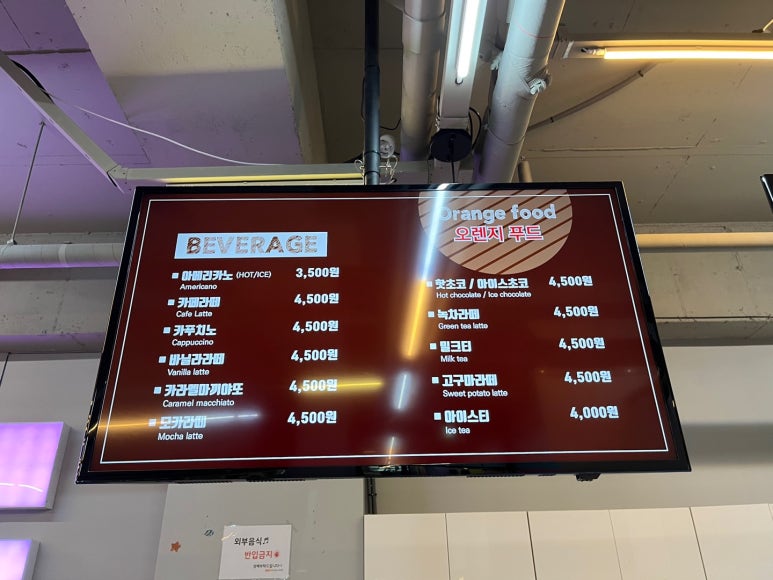 Orange food
오렌지 푸드
BEVERAGE
아메리카노 (HOT/ICE) 3,500원
Americano
카페라떼 4,500원
Cafe Latte
카푸치노 4,500원
Cappuccino
바닐라라떼 4,500원
Vanilla latte
카라멜마끼야또 4,500원
Caramel macchiato
모카라떼 4,500원
Mocha latte
핫초코 / 아이스초코 4,500원
Hot chocolate / Ice chocolate
녹차라떼 4,500원
Green tea latte
밀크티 4,500원
Milk tea
고구마라떼 4,500원
Sweet potato latte
아이스티 4,000원
Ice tea
외부음식
반입금지